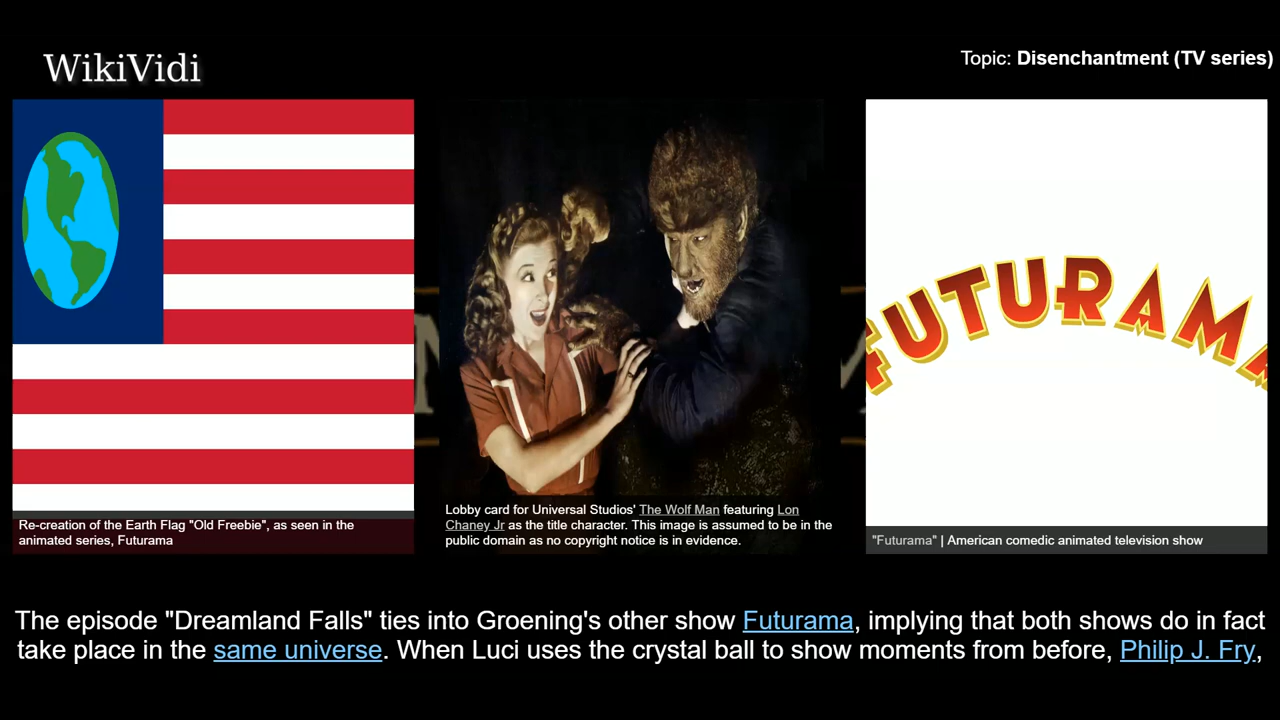 WikiVidi
Topic: Disenchantment (TV series)
FUTURAMA
Re-creation of the Earth Flag "Old Freebie", as seen in the
animated series, Futurama
Lobby card for Universal Studios' The Wolf Man featuring Lon
Chaney Jr as the title character. This image is assumed to be in the
public domain as no copyright notice is in evidence.
"Futurama" | American comedic animated television show
The episode "Dreamland Falls" ties into Groening's other show Futurama, implying that both shows do in fact
take place in the same universe. When Luci uses the crystal ball to show moments from before, Philip J. Fry,